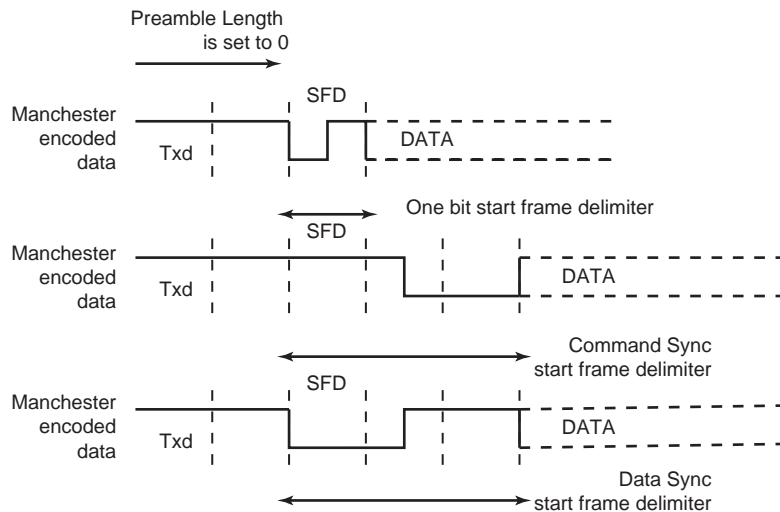 Preamble Length
is set to 0
SFD
Manchester
encoded
data
Txd
DATA
One bit start frame delimiter
SFD
Manchester
encoded
data
Txd
DATA
Command Sync
start frame delimiter
SFD
Manchester
encoded
data
Txd
DATA
Data Sync
start frame delimiter